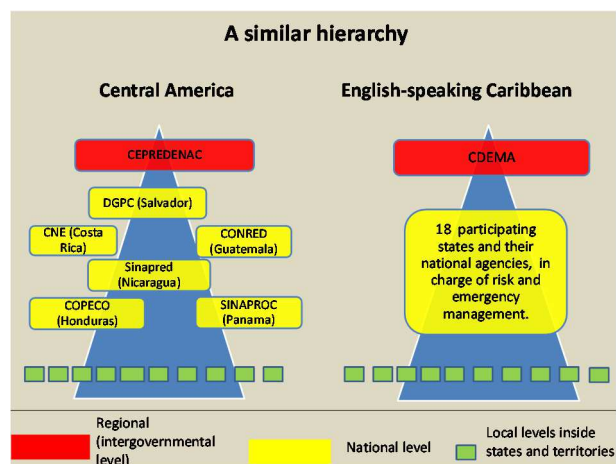 A similar hierarchy
Central America
CEPREDENAC
DGPC (Salvador)
CNE (Costa
Rica)
CONRED
(Guatemala)
Sinapred
(Nicaragua)
COPECO
(Honduras)
SINAPROC
(Panama)
English-speaking Caribbean
CDEMA
18 participating
states and their
national agencies, in
charge of risk and
emergency
management.
Regional
(intergovernmental
level)
National level
Local levels inside
states and territories